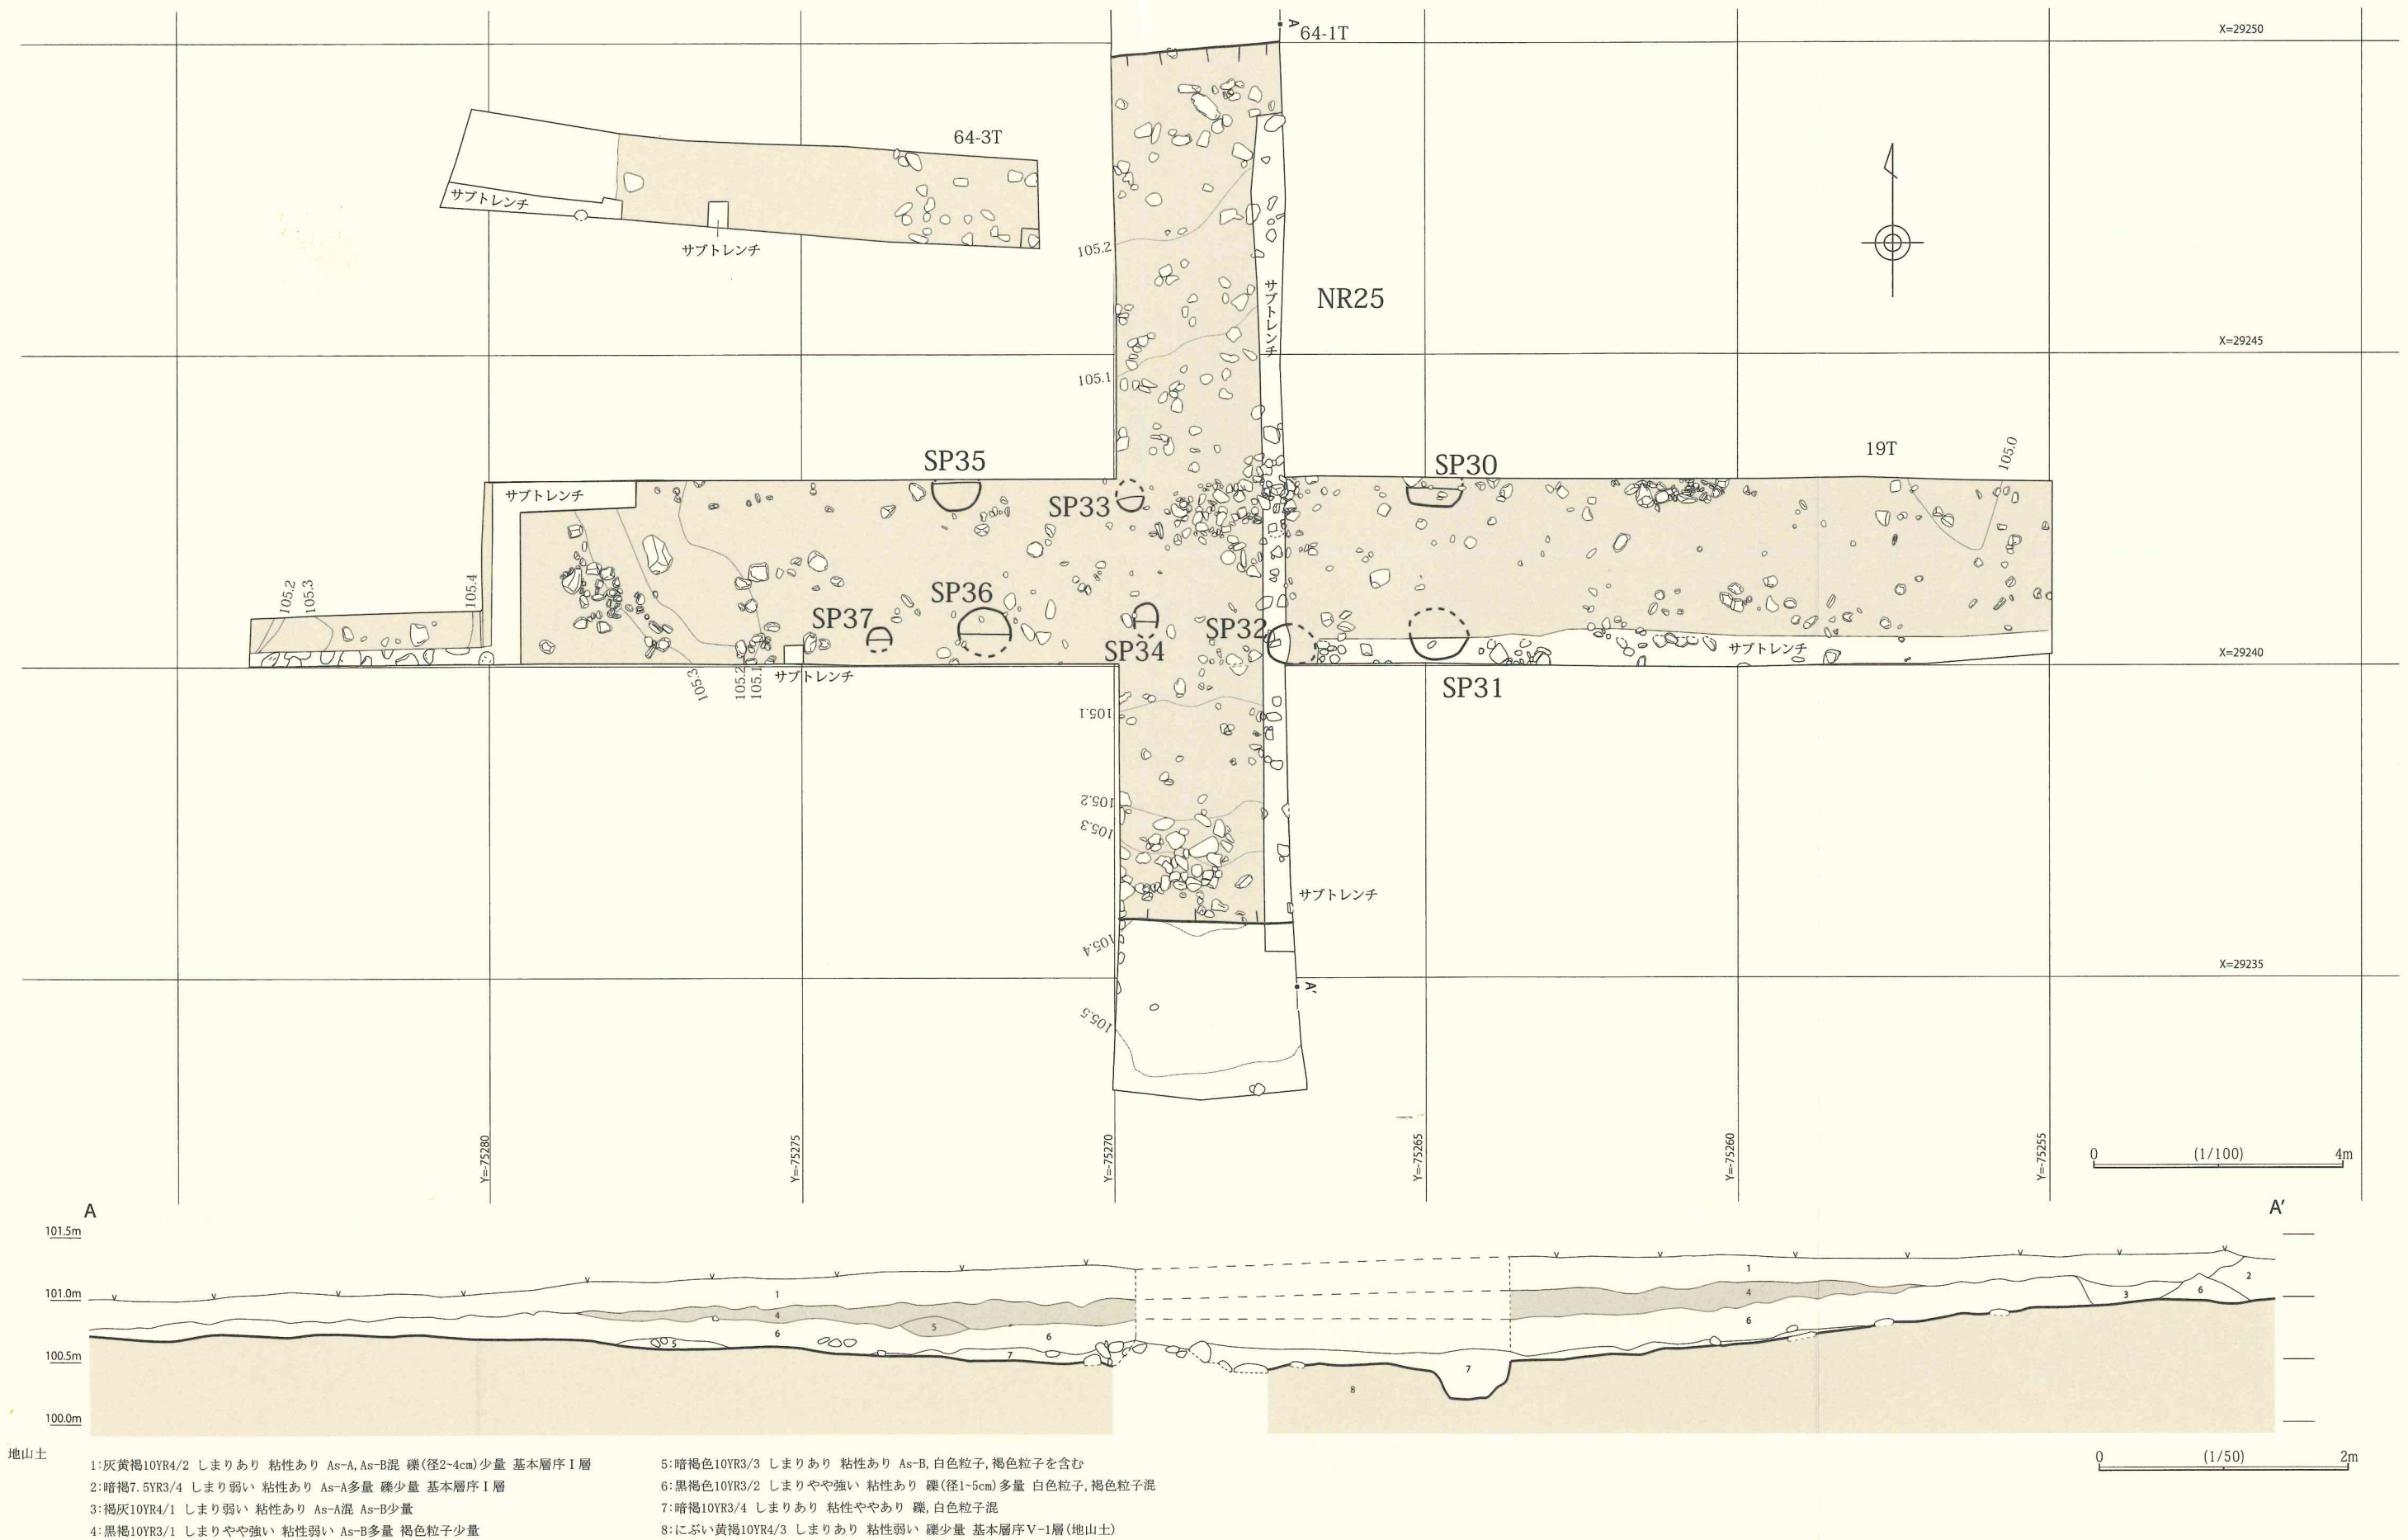 A
64-1T
X=29250
64-3T
サブトレンチ
サブトレンチ
105.2
サブトレンチ
NR25
X=29245
105.1
19T
105.0
SP35
SP30
サブトレンチ
SP33
105.2
105.3
105.4
SP36
SP37
SP32
SP34
サブトレンチ
X=29240
105.3
105.2
105.1
サブトレンチ
SP31
105.1
105.2
105.3
サブトレンチ
105.4
X=29235
A'
105.5
Y=-75280
Y=-75275
Y=-75270
Y=-75265
Y=-75260
Y=-75255
0 (1/100) 4m
A
A'
101.5m
101.0m
100.5m
100.0m
1
4
5
6
5
6
7
1
4
6
7
8
3
6
2
地山土
0 (1/50) 2m
1:灰黄褐10YR4/2 しまりあり 粘性あり As-A,As-B混 礫(径2~4cm)少量 基本層序Ⅰ層
2:暗褐7.5YR3/4 しまり弱い 粘性あり As-A多量 礫少量 基本層序Ⅰ層
3:褐灰10YR4/1 しまり弱い 粘性あり As-A混 As-B少量
4:黒褐10YR3/1 しまりやや強い 粘性弱い As-B多量 褐色粒子少量
5:暗褐色10YR3/3 しまりあり 粘性あり As-B,白色粒子,褐色粒子を含む
6:黒褐色10YR3/2 しまりやや強い 粘性あり 礫(径1~5cm)多量 白色粒子,褐色粒子混
7:暗褐10YR3/4 しまりあり 粘性ややあり 礫,白色粒子混
8:にぶい黄褐10YR4/3 しまりあり 粘性弱い 礫少量 基本層序Ⅴ-1層(地山土)